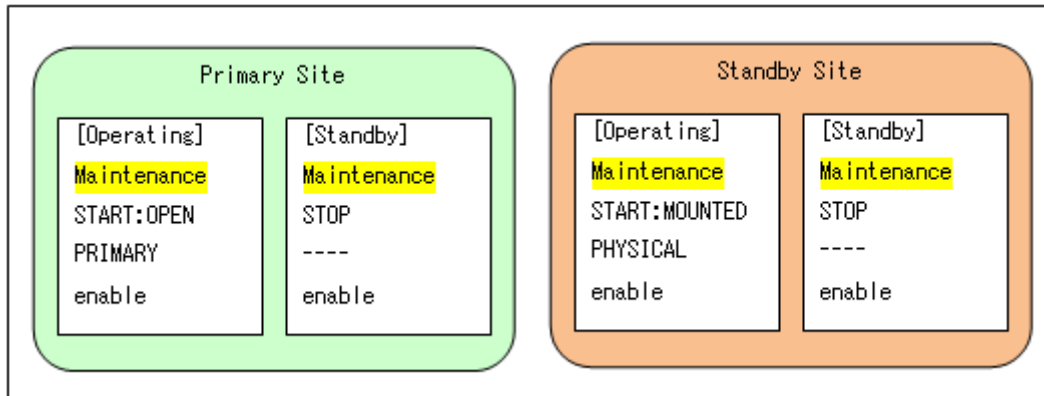 Primary Site
[Operating]
Maintenance
START:OPEN
PRIMARY
enable
[Standby]
Maintenance
STOP
----
enable
Standby Site
[Operating]
Maintenance
START:MOUNTED
PHYSICAL
enable
[Standby]
Maintenance
STOP
----
enable